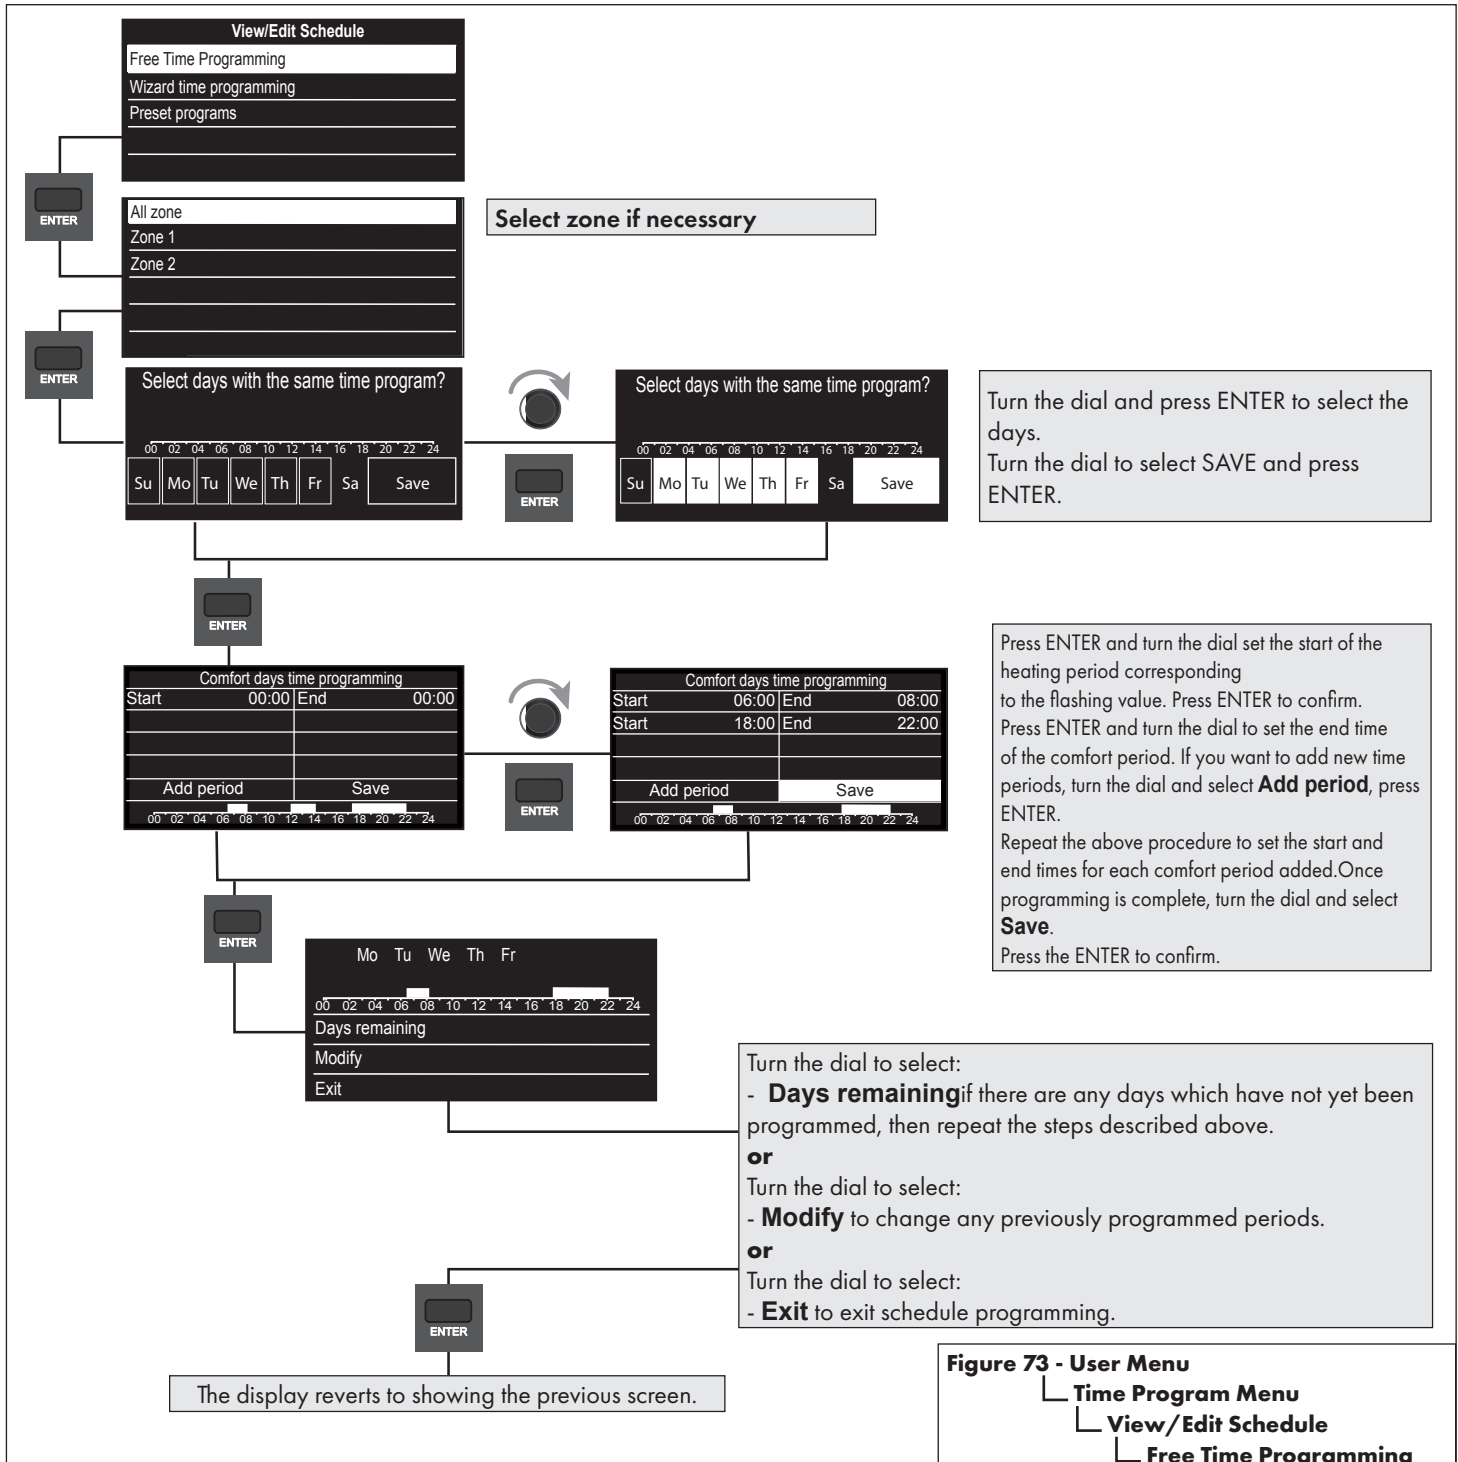 View/Edit Schedule
Free Time Programming
Wizard time programming
Preset programs
ENTER
All zone
Zone 1
Zone 2
Select zone if necessary
ENTER
Select days with the same time program?
00 02 04 06 08 10 12 14 16 18 20 22 24
Su Mo Tu We Th Fr Sa Save
ENTER
Select days with the same time program?
00 02 04 06 08 10 12 14 16 18 20 22 24
Su Mo Tu We Th Fr Sa Save
Turn the dial and press ENTER to select the
days.
Turn the dial to select SAVE and press
ENTER.
ENTER
Comfort days time programming
Start 00:00 End 00:00
Add period Save
00 02 04 06 08 10 12 14 16 18 20 22 24
ENTER
Comfort days time programming
Start 06:00 End 08:00
Start 18:00 End 22:00
Add period Save
00 02 04 06 08 10 12 14 16 18 20 22 24
Press ENTER and turn the dial set the start of the
heating period corresponding
to the flashing value. Press ENTER to confirm.
Press ENTER and turn the dial to set the end time
of the comfort period. If you want to add new time
periods, turn the dial and select Add period, press
ENTER.
Repeat the above procedure to set the start and
end times for each comfort period added.Once
programming is complete, turn the dial and select
Save.
Press the ENTER to confirm.
ENTER
Mo Tu We Th Fr
00 02 04 06 08 10 12 14 16 18 20 22 24
Days remaining
Modify
Exit
Turn the dial to select:
- Days remainingif there are any days which have not yet been
programmed, then repeat the steps described above.
or
Turn the dial to select:
- Modify to change any previously programmed periods.
or
Turn the dial to select:
- Exit to exit schedule programming.
ENTER
The display reverts to showing the previous screen.
Figure 73 - User Menu
Time Program Menu
View/Edit Schedule
Free Time Programming